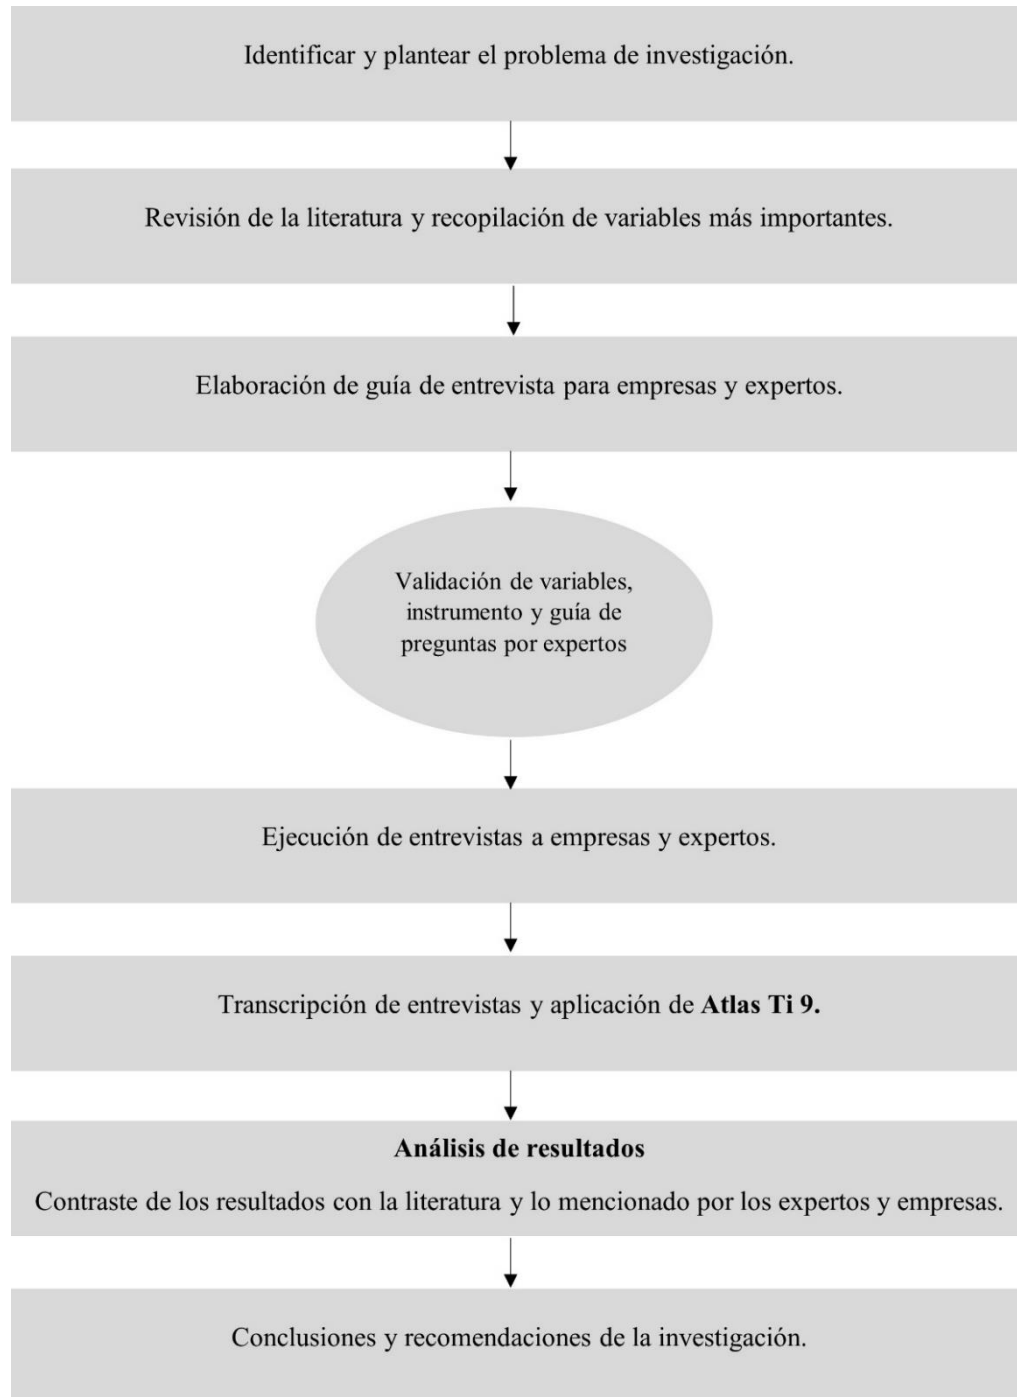 Identificar y plantear el problema de investigación.
Revisión de la literatura y recopilación de variables más importantes.
Elaboración de guía de entrevista para empresas y expertos.
Validación de variables,
instrumento y guía de
preguntas por expertos
Ejecución de entrevistas a empresas y expertos.
Transcripción de entrevistas y aplicación de Atlas Ti 9.
Análisis de resultados
Contraste de los resultados con la literatura y lo mencionado por los expertos y empresas.
Conclusiones y recomendaciones de la investigación.